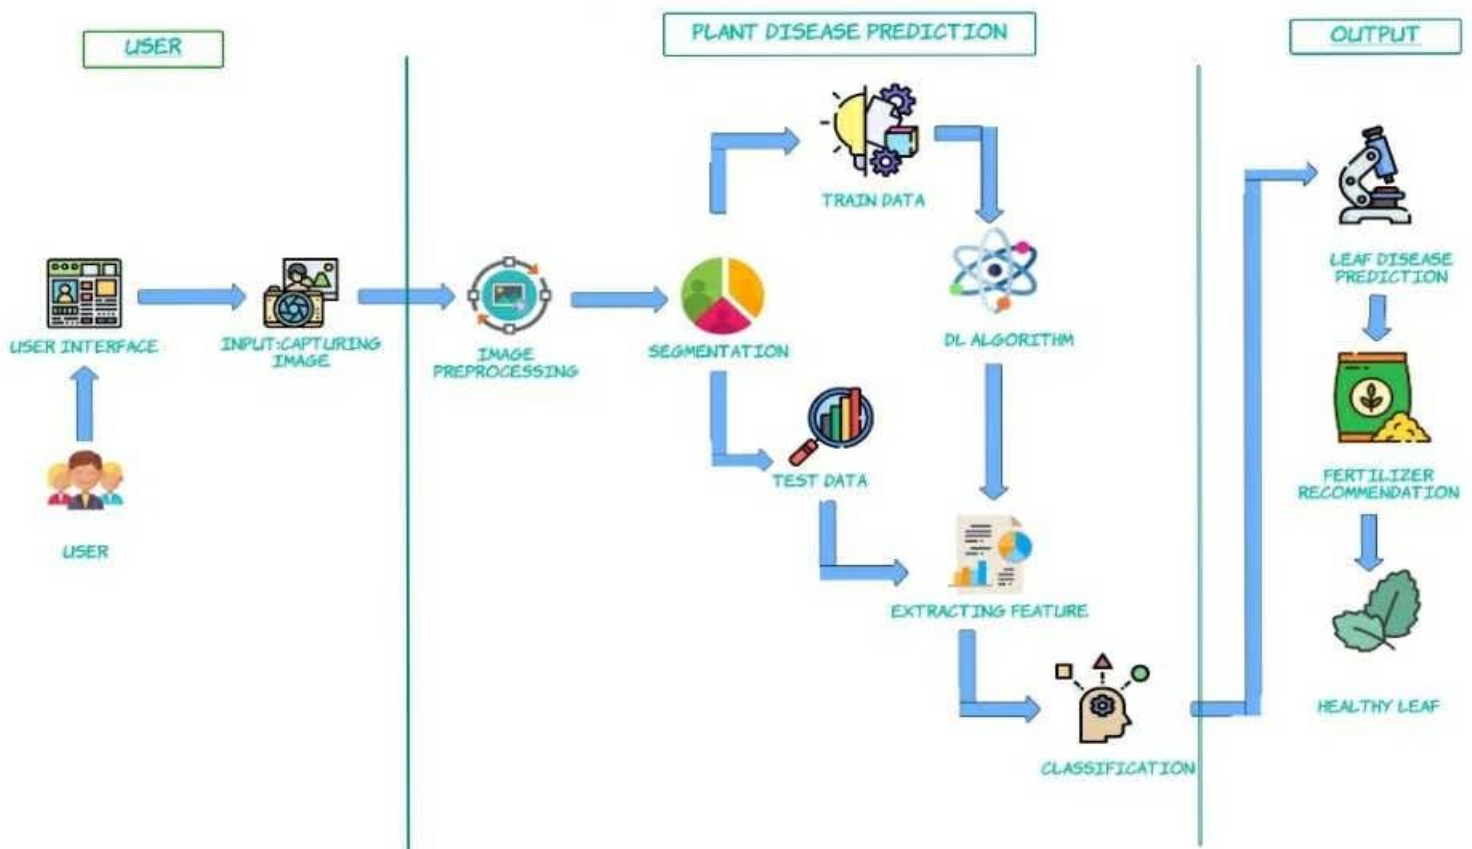 USER
PLANT DISEASE PREDICTION
OUTPUT
USER INTERFACE
INPUT:CAPTURING
IMAGE
USER
IMAGE
PREPROCESSING
SEGMENTATION
TRAIN DATA
DL ALGORITHM
TEST DATA
EXTRACTING FEATURE
CLASSIFICATION
LEAF DISEASE
PREDICTION
FERTILIZER
RECOMMENDATION
HEALTHY LEAF